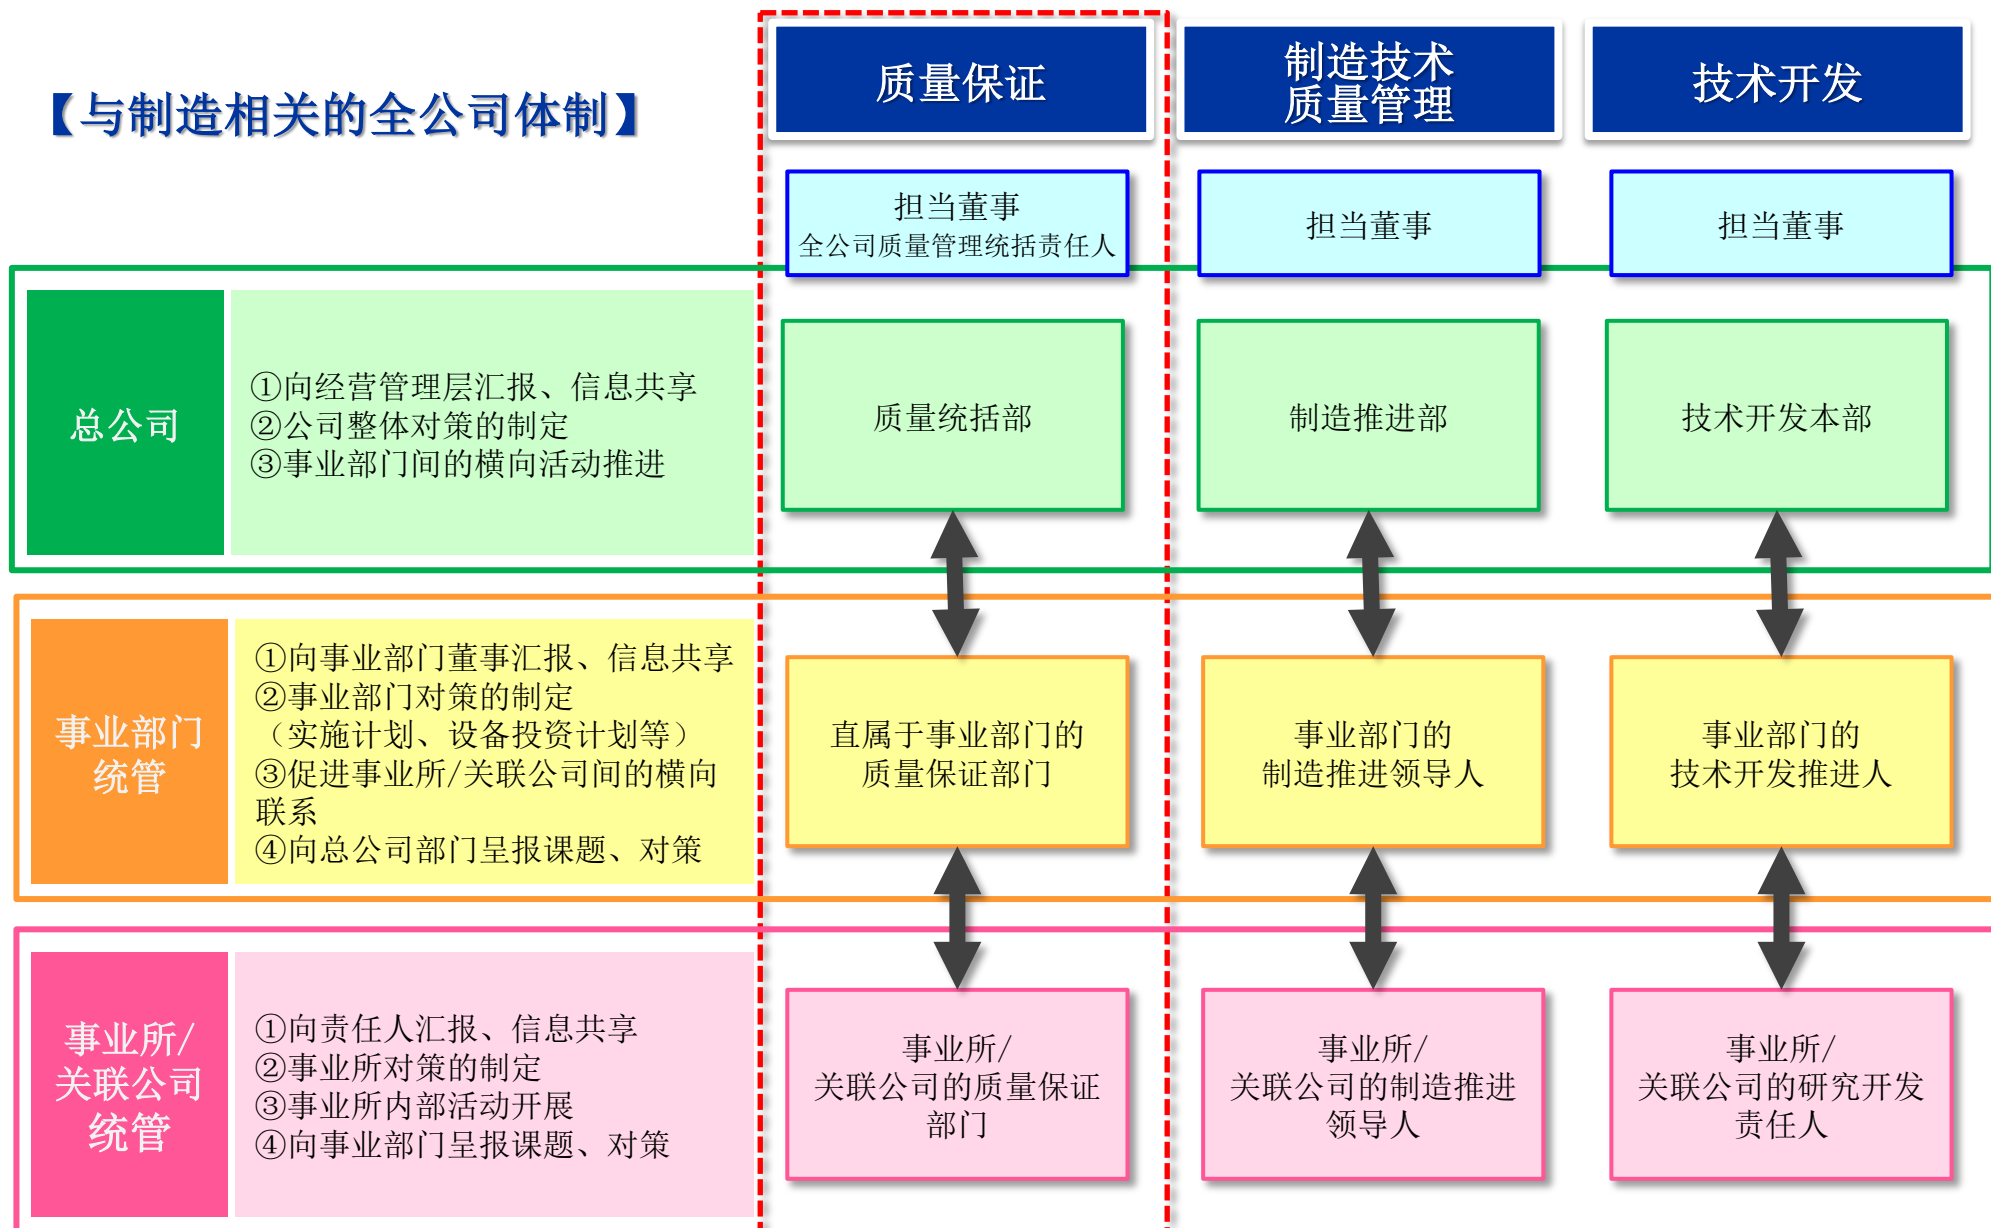 【与制造相关的全公司体制】
质量保证
制造技术
质量管理
技术开发
担当董事
全公司质量管理统括责任人
担当董事
担当董事
总公司
①向经营管理层汇报、信息共享
②公司整体对策的制定
③事业部门间的横向活动推进
质量统括部
制造推进部
技术开发本部
事业部门
统管
①向事业部门董事汇报、信息共享
②事业部门对策的制定
（实施计划、设备投资计划等）
③促进事业所/关联公司间的横向
联系
④向总公司部门呈报课题、对策
直属于事业部门的
质量保证部门
事业部门的
制造推进领导人
事业部门的
技术开发推进人
事业所/
关联公司
统管
①向责任人汇报、信息共享
②事业所对策的制定
③事业所内部活动开展
④向事业部门呈报课题、对策
事业所/
关联公司的质量保证
部门
事业所/
关联公司的制造推进
领导人
事业所/
关联公司的研究开发
责任人